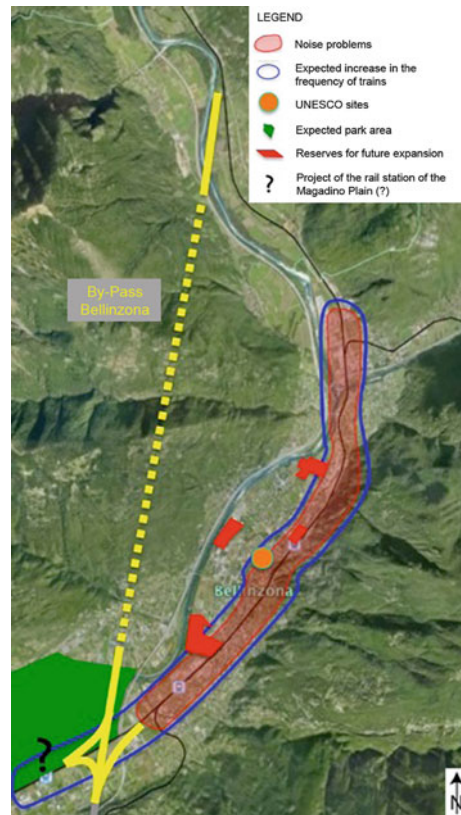 LEGEND
Noise problems
Expected increase in the
frequency of trains
UNESCO sites
Expected park area
Reserves for future expansion
? Project of the rail station of the
Magadino Plain (?)
By-Pass
Bellinzona
Bellinzona
?
N